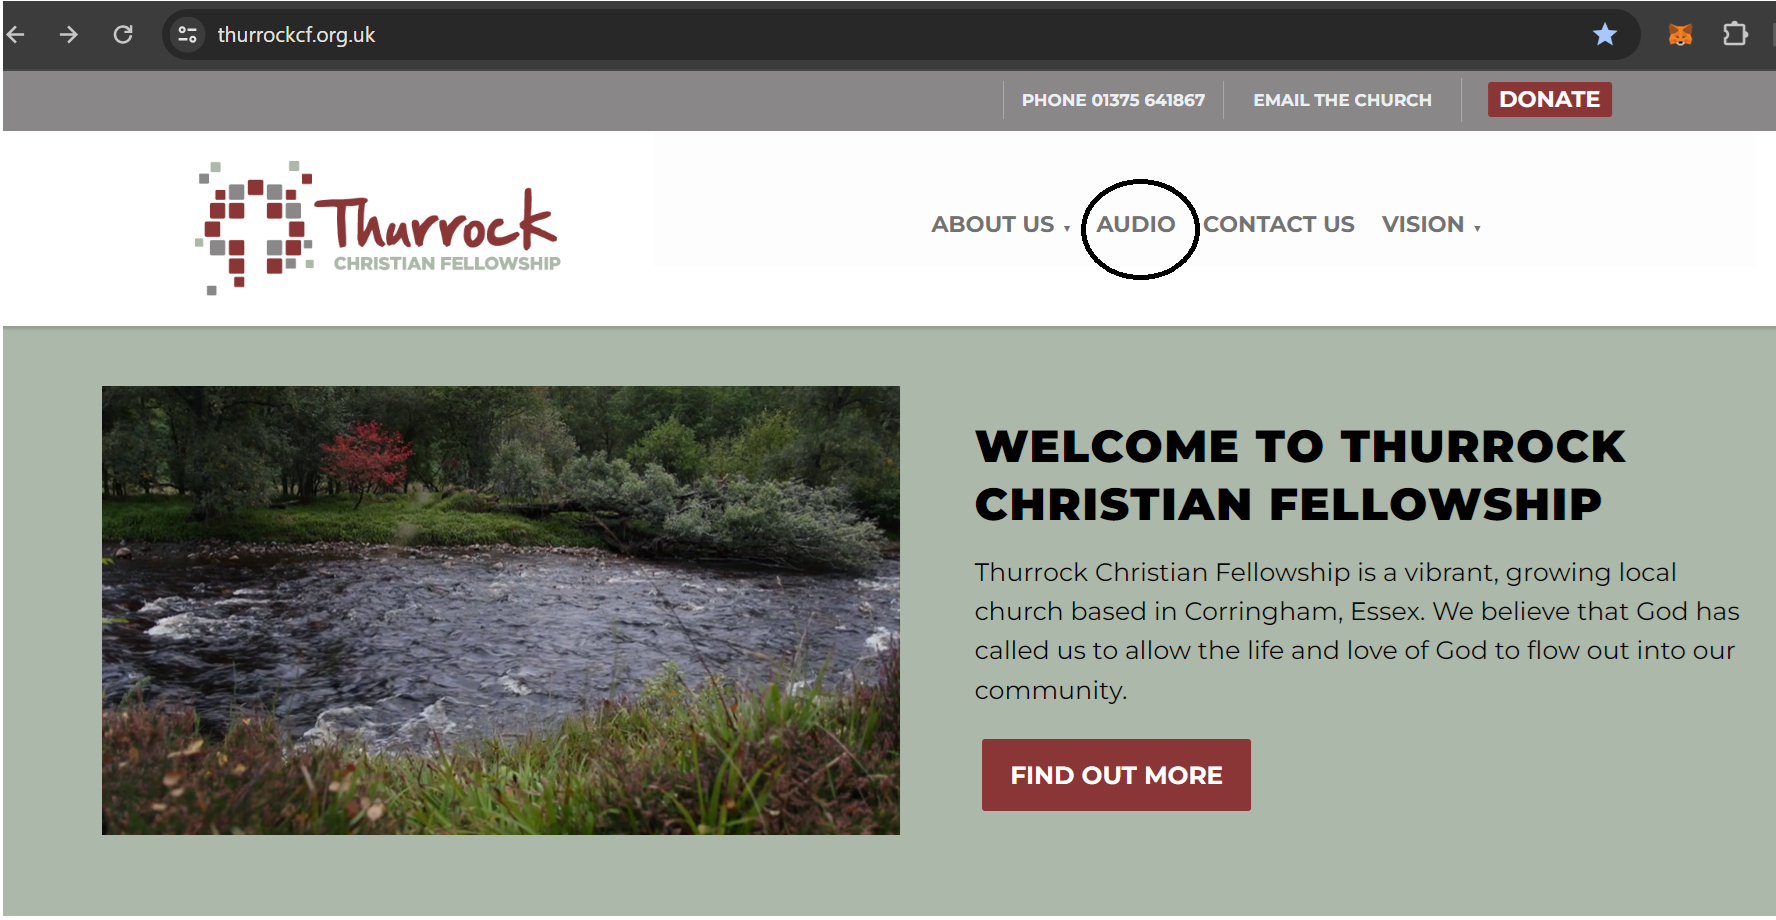 thurrockcf.org.uk
PHONE 01375 641867
EMAIL THE CHURCH
DONATE
Thurrock
CHRISTIAN FELLOWSHIP
ABOUT US ▾ AUDIO CONTACT US VISION ▾
WELCOME TO THURROCK
CHRISTIAN FELLOWSHIP
Thurrock Christian Fellowship is a vibrant, growing local
church based in Corringham, Essex. We believe that God has
called us to allow the life and love of God to flow out into our
community.
FIND OUT MORE